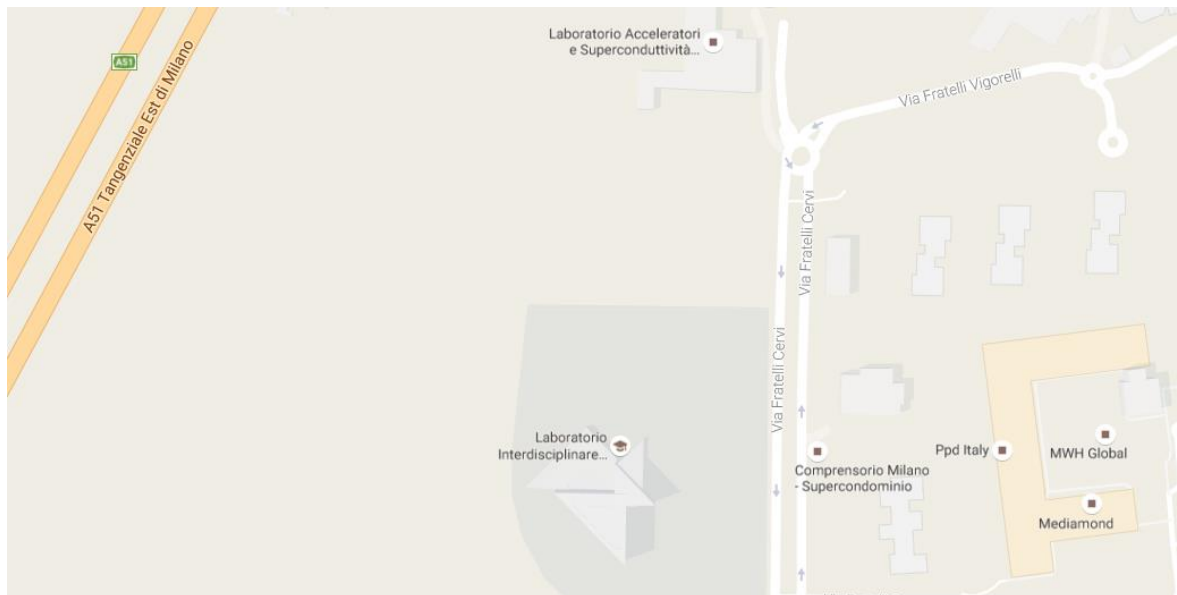 Laboratorio Acceleratori
e Superconduttività...
A51
A51 Tangenziale Est di Milano
Via Fratelli Vigorelli
Via Fratelli Cervi
Via Fratelli Cervi
Laboratorio
Interdisciplinare...
Comprensorio Milano
- Supercondominio
Ppd Italy
MWH Global
Mediamond